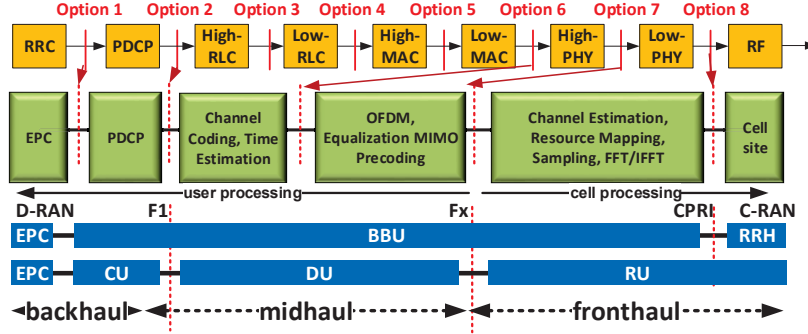 Option 1 Option 2 Option 3 Option 4 Option 5 Option 6 Option 7 Option 8
RRC PDCP High-RLC Low-RLC High-MAC Low-MAC High-PHY Low-PHY RF
EPC
PDCP
Channel
Coding, Time
Estimation
OFDM,
Equalization MIMO
Precoding
Channel Estimation,
Resource Mapping,
Sampling, FFT/IFFT
Cell
site
user processing cell processing
D-RAN F1 Fx CPRI C-RAN
EPC BBU RRH
EPC CU DU RU
backhaul midhaul fronthaul